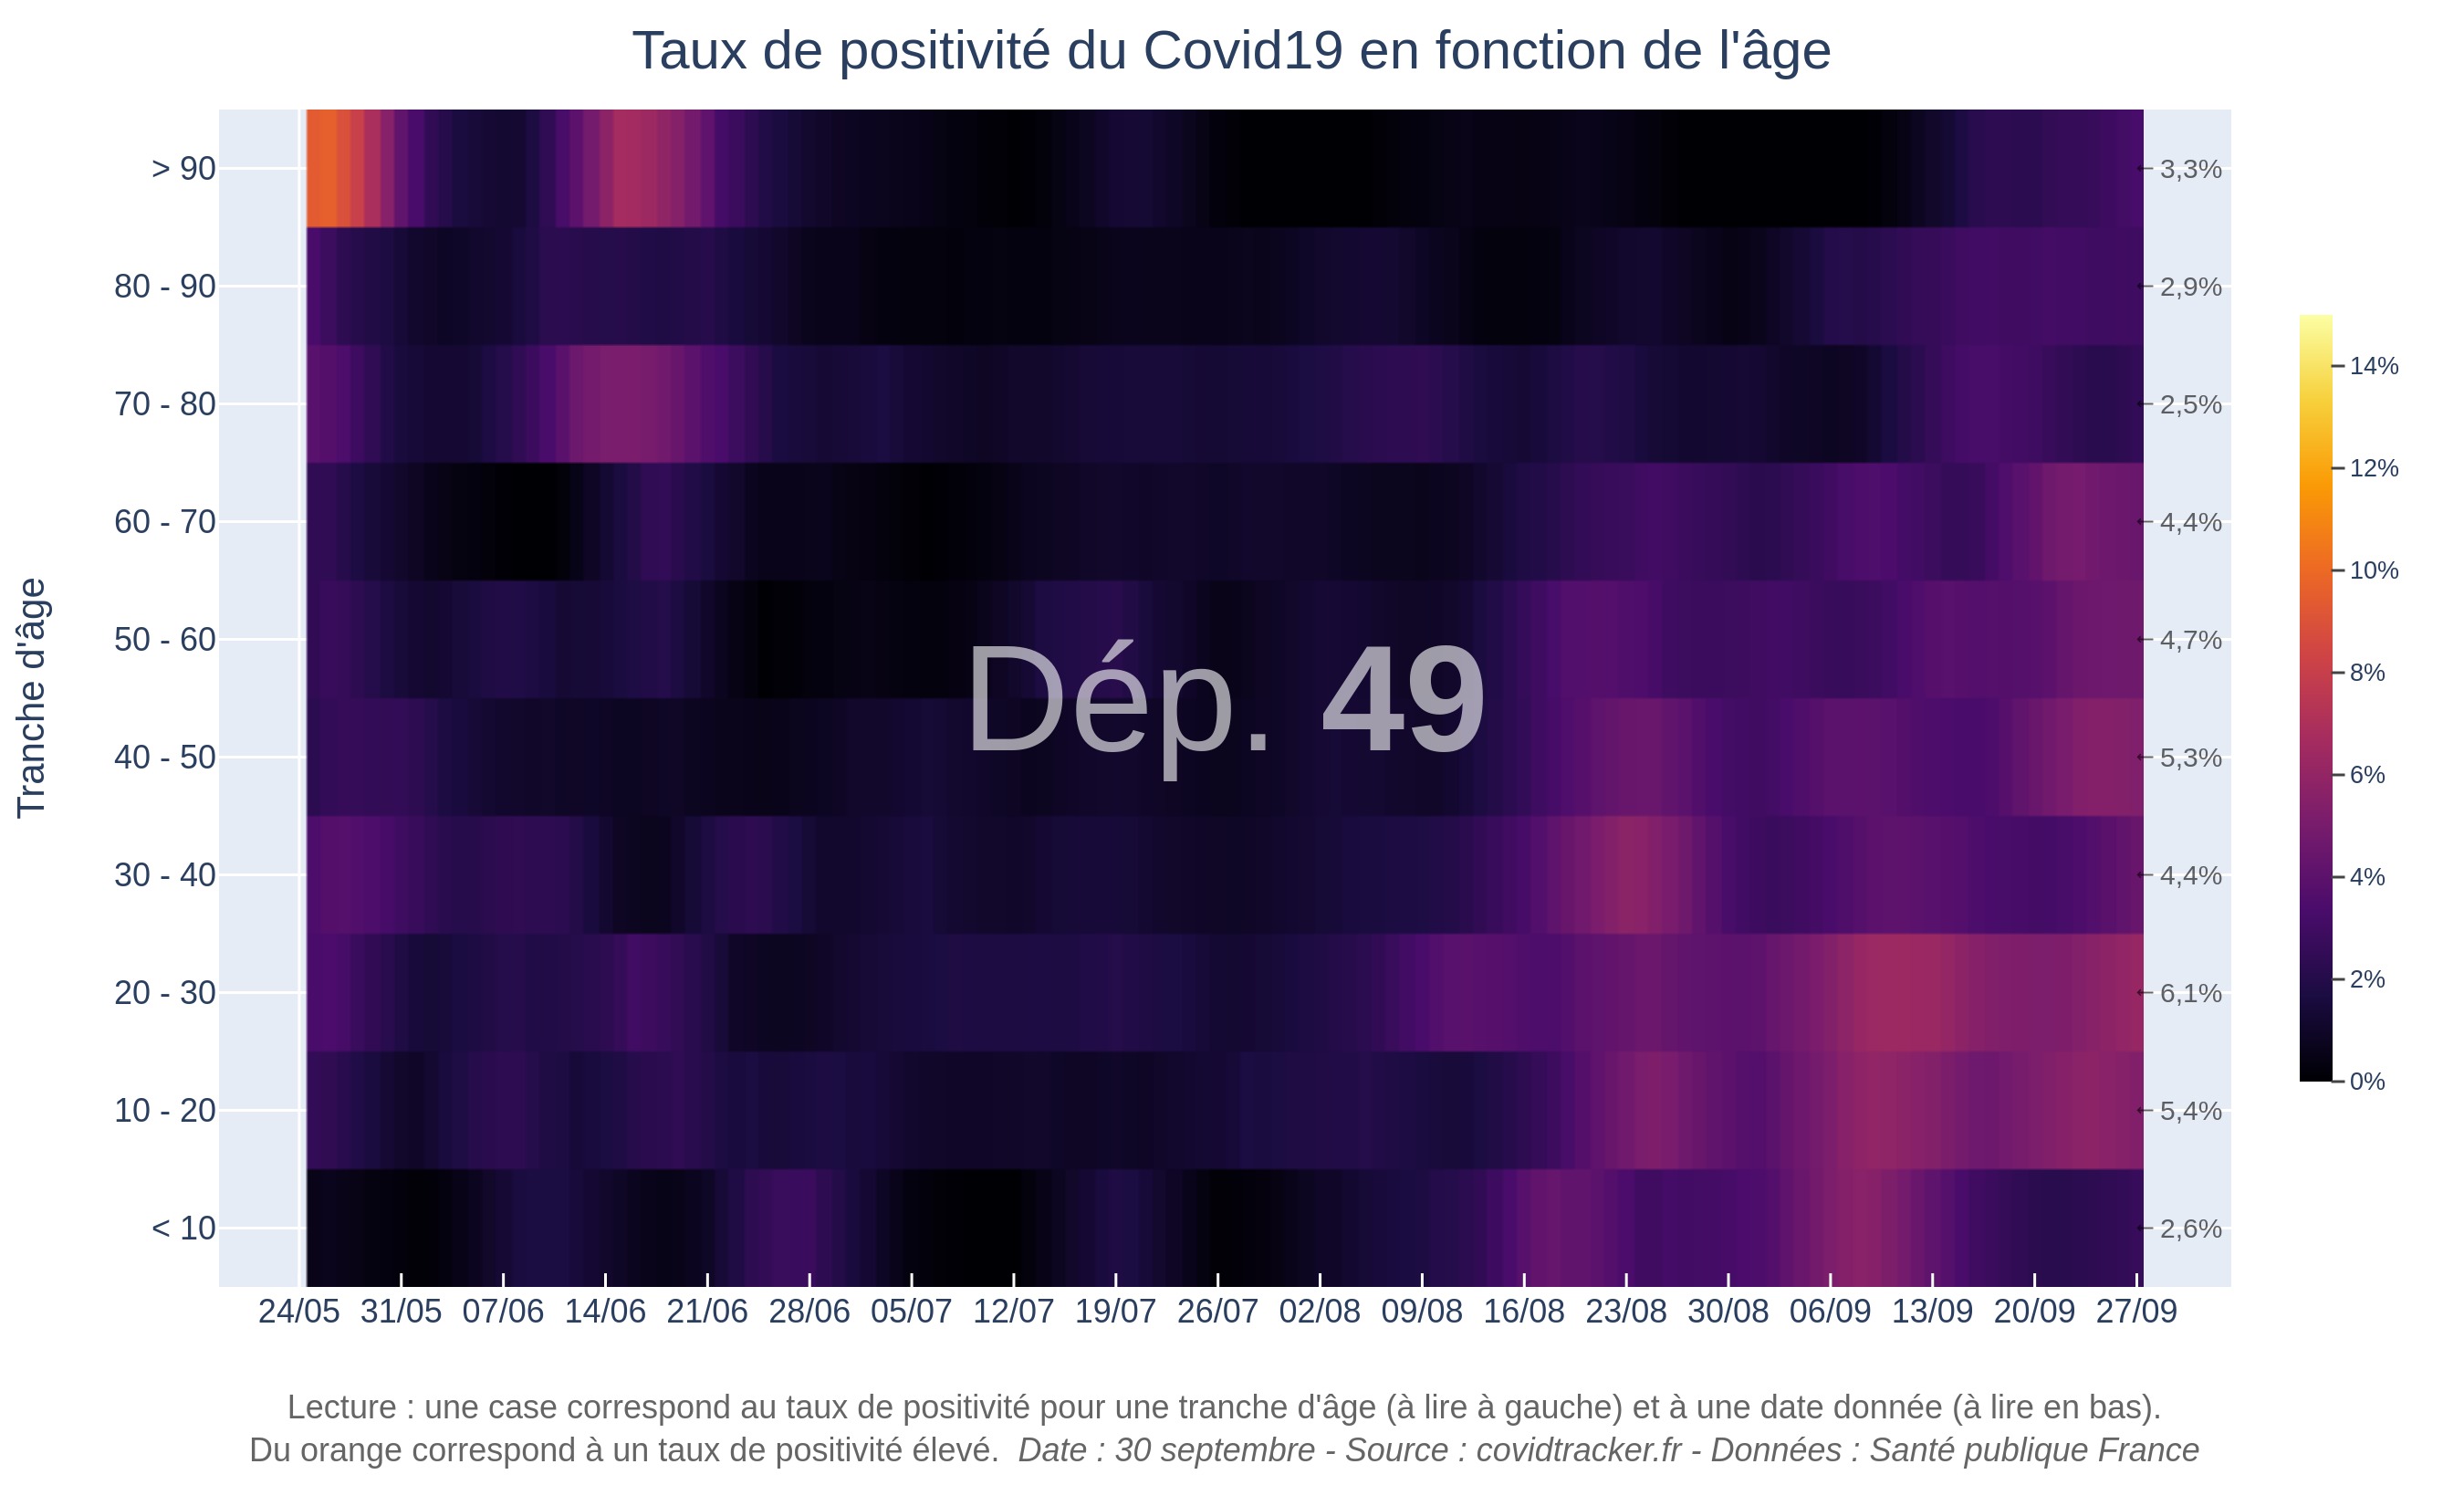 Taux de positivité du Covid19 en fonction de l'âge
Tranche d'âge
> 90
80 - 90
70 - 80
60 - 70
50 - 60
40 - 50
30 - 40
20 - 30
10 - 20
< 10
Dép. 49
3,3%
2,9%
2,5%
4,4%
4,7%
5,3%
4,4%
6,1%
5,4%
2,6%
14%
12%
10%
8%
6%
4%
2%
0%
24/05 31/05 07/06 14/06 21/06 28/06 05/07 12/07 19/07 26/07 02/08 09/08 16/08 23/08 30/08 06/09 13/09 20/09 27/09
Lecture : une case correspond au taux de positivité pour une tranche d'âge (à lire à gauche) et à une date donnée (à lire en bas).
Du orange correspond à un taux de positivité élevé. Date : 30 septembre - Source : covidtracker.fr - Données : Santé publique France